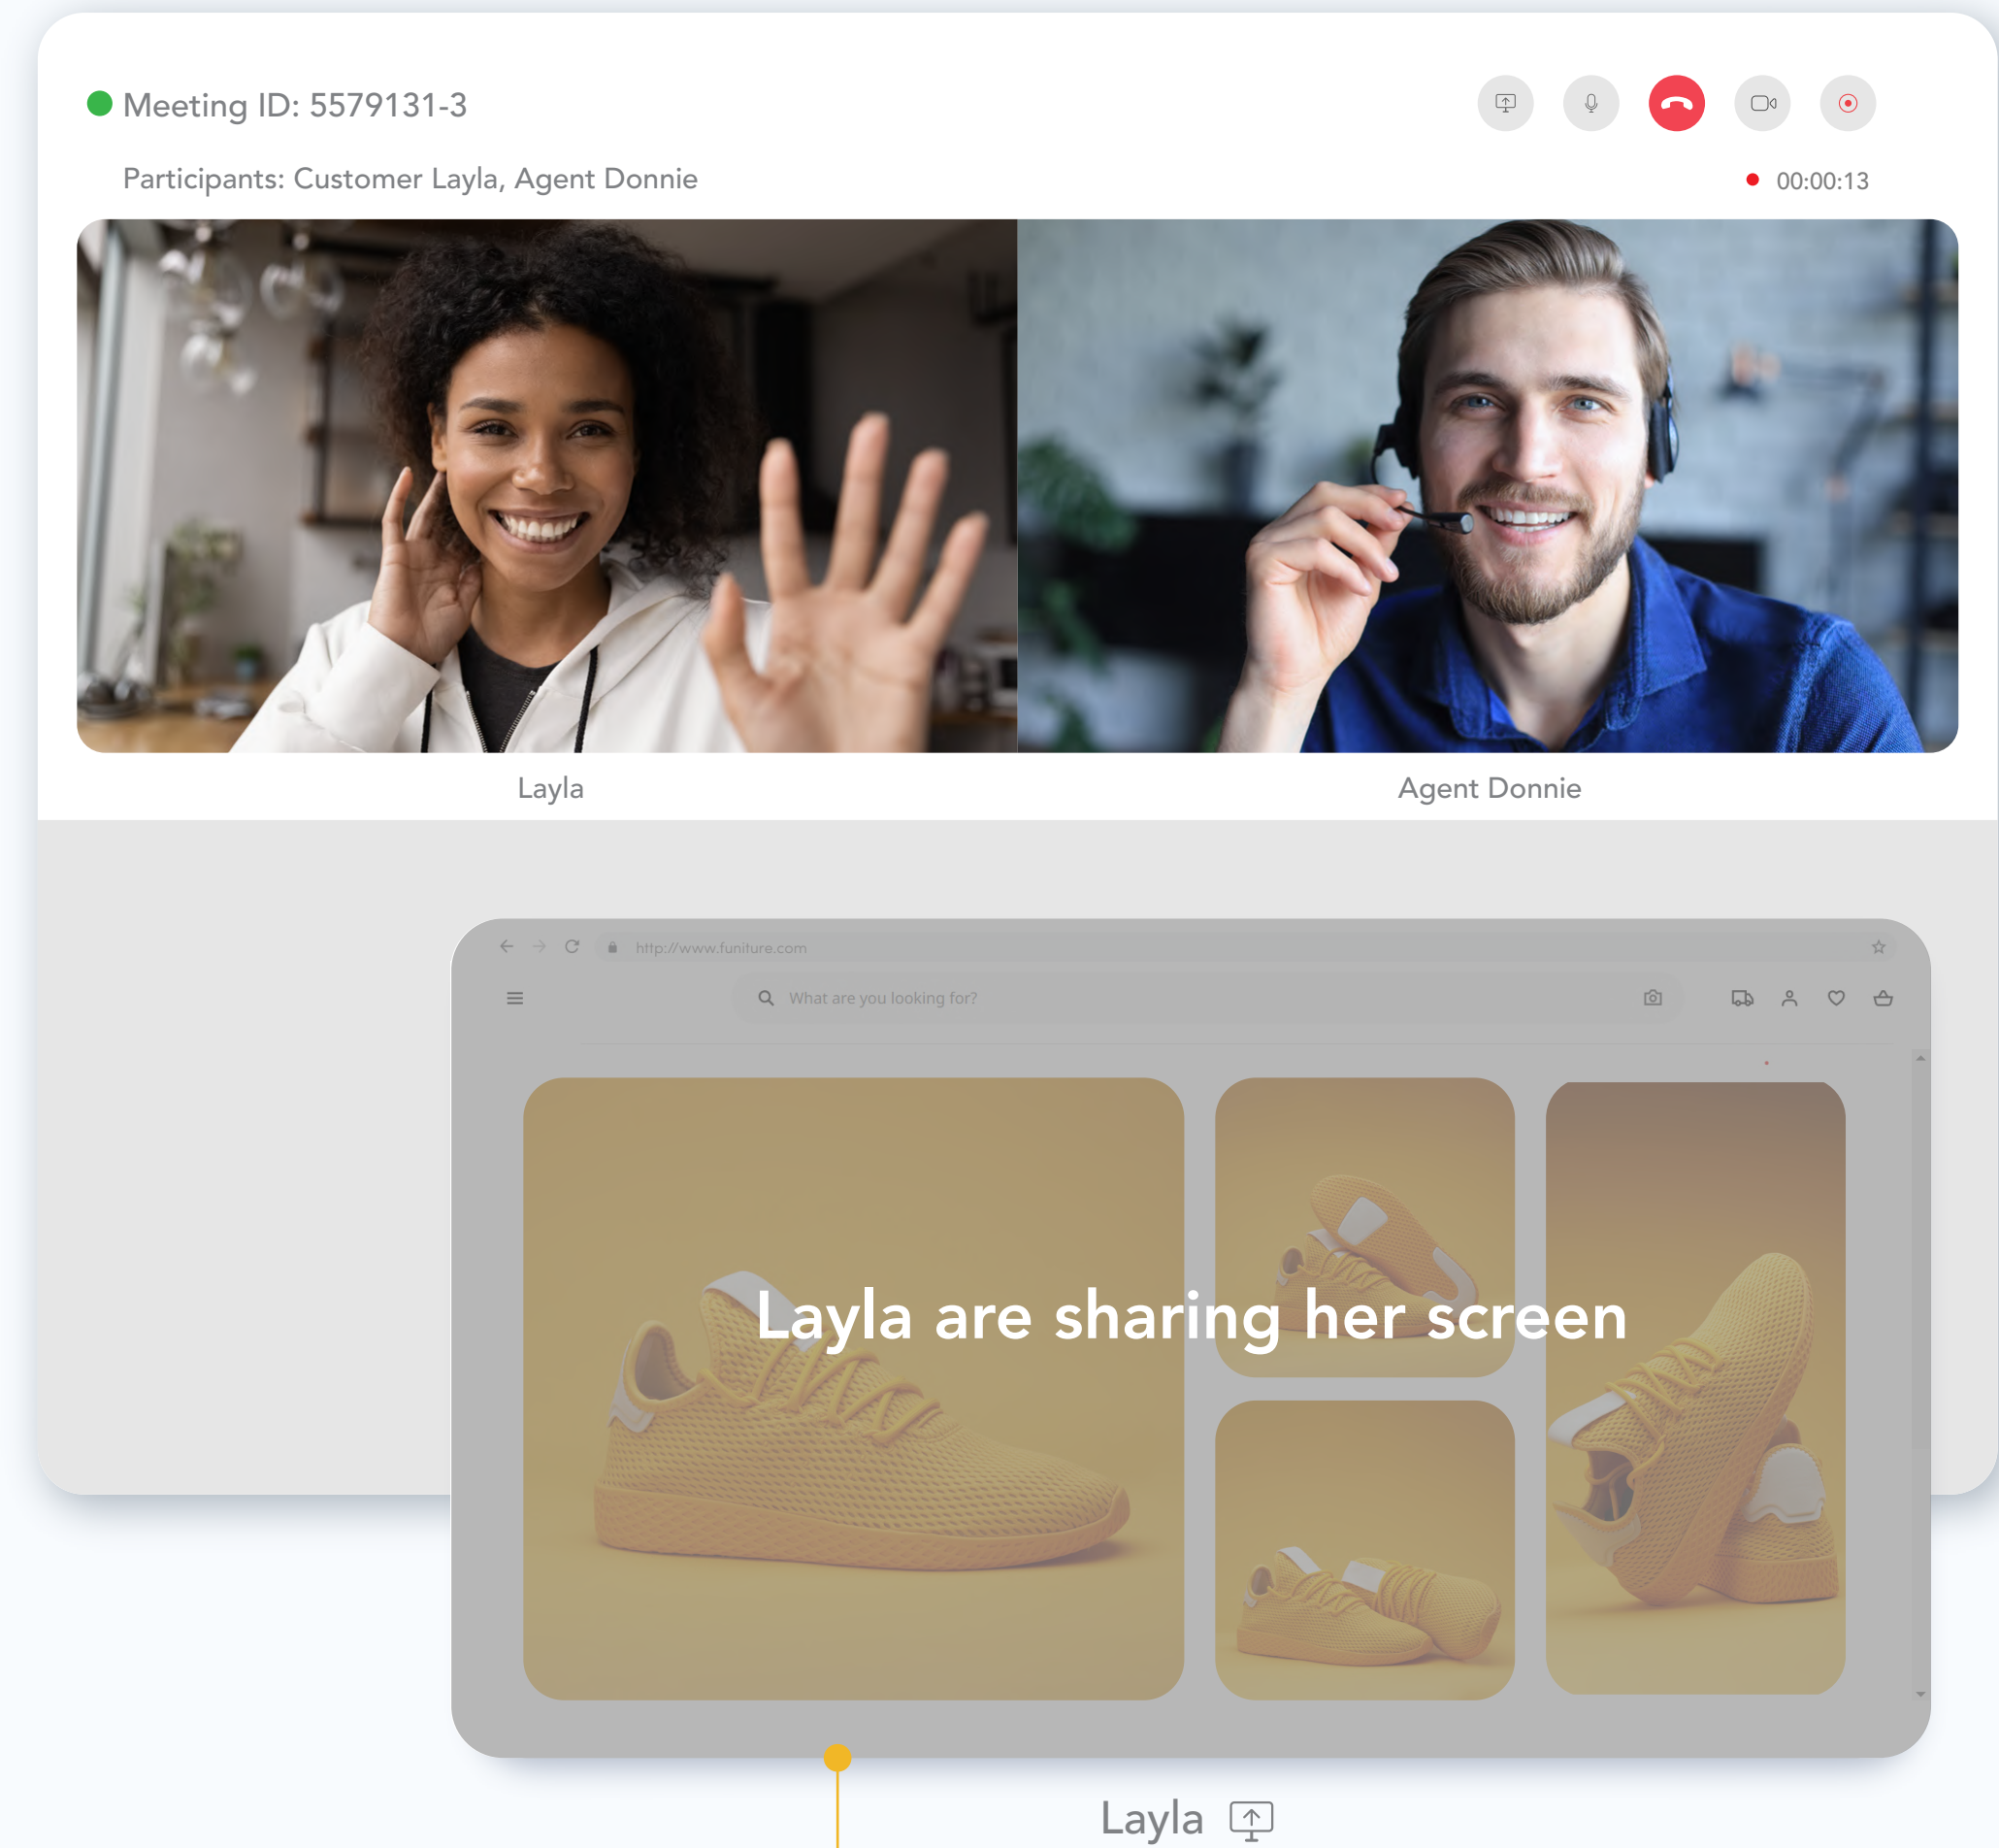 Meeting ID: 5579131-3
Participants: Customer Layla, Agent Donnie
00:00:13
Layla
Agent Donnie
http://www.funiture.com
What are you looking for?
Layla are sharing her screen
Layla